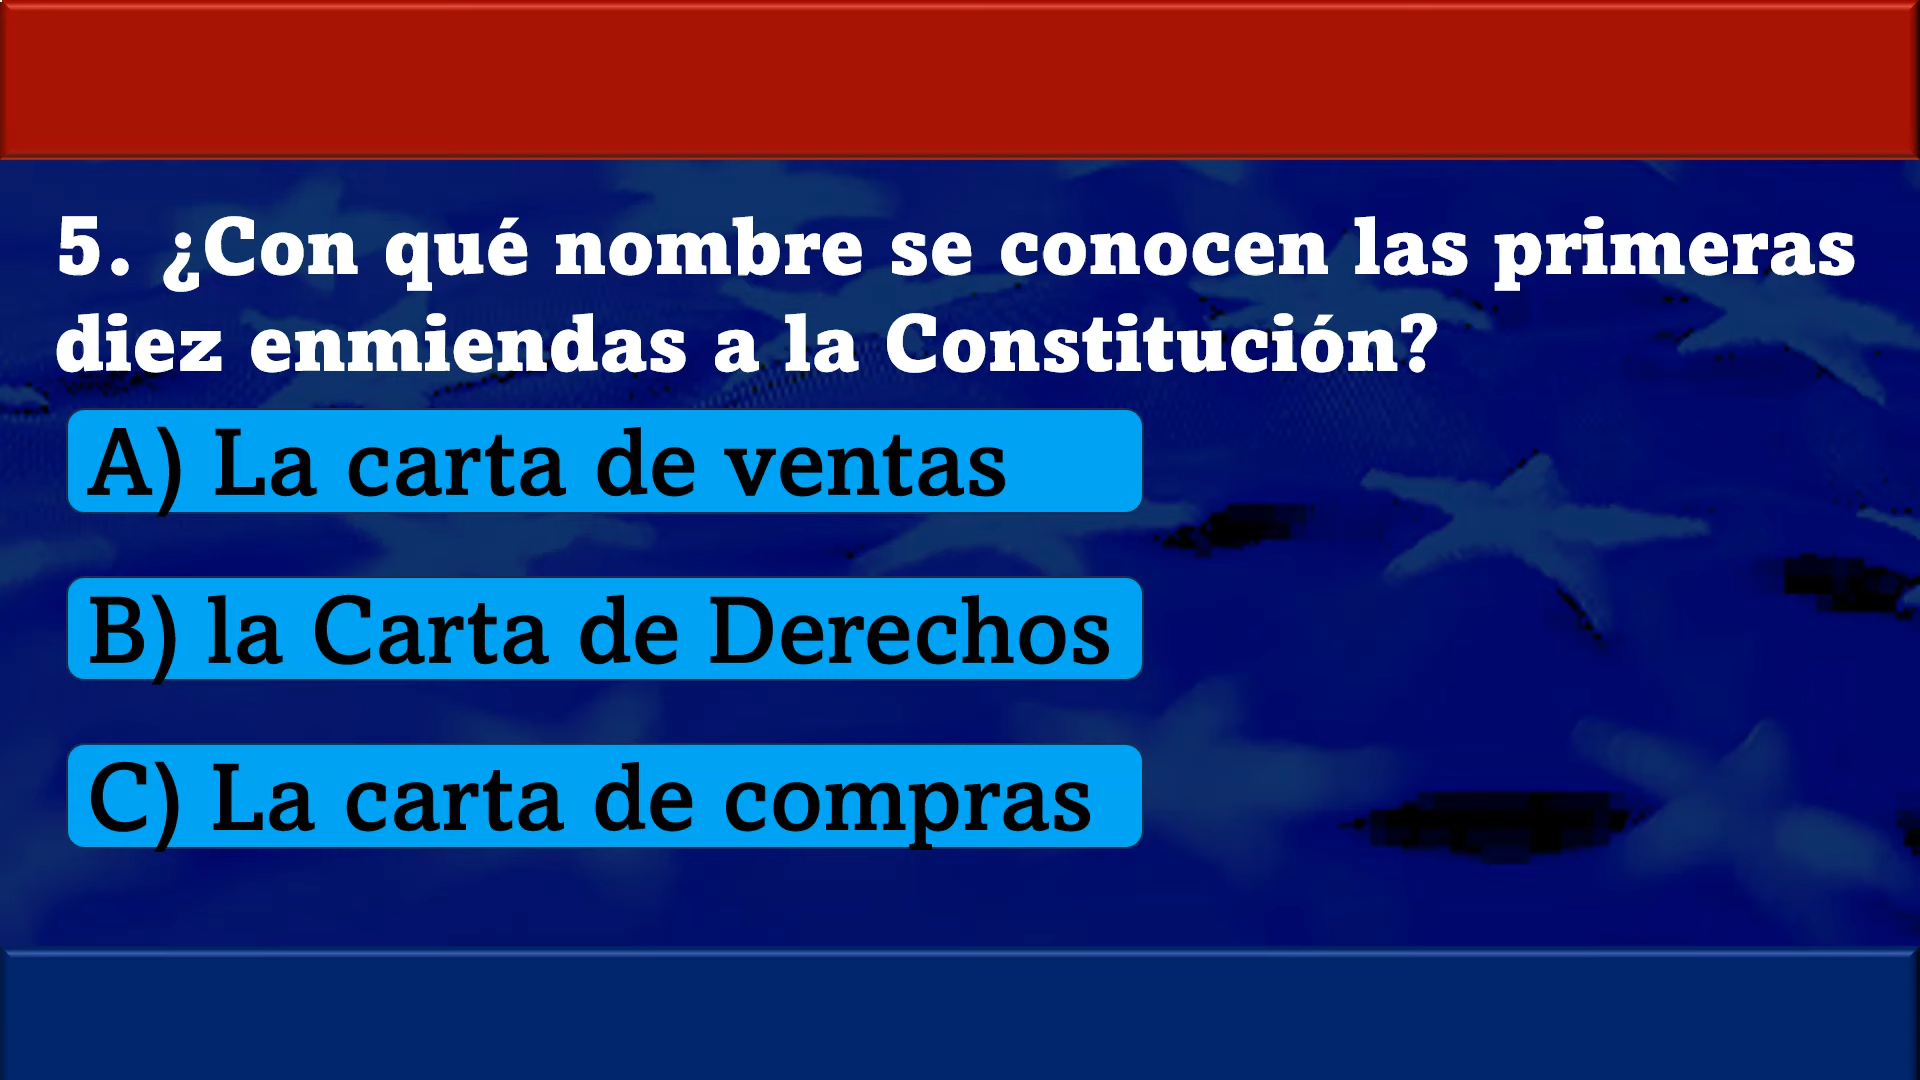 5. ¿Con qué nombre se conocen las primeras
diez enmiendas a la Constitución?
A) La carta de ventas
B) la Carta de Derechos
C) La carta de compras